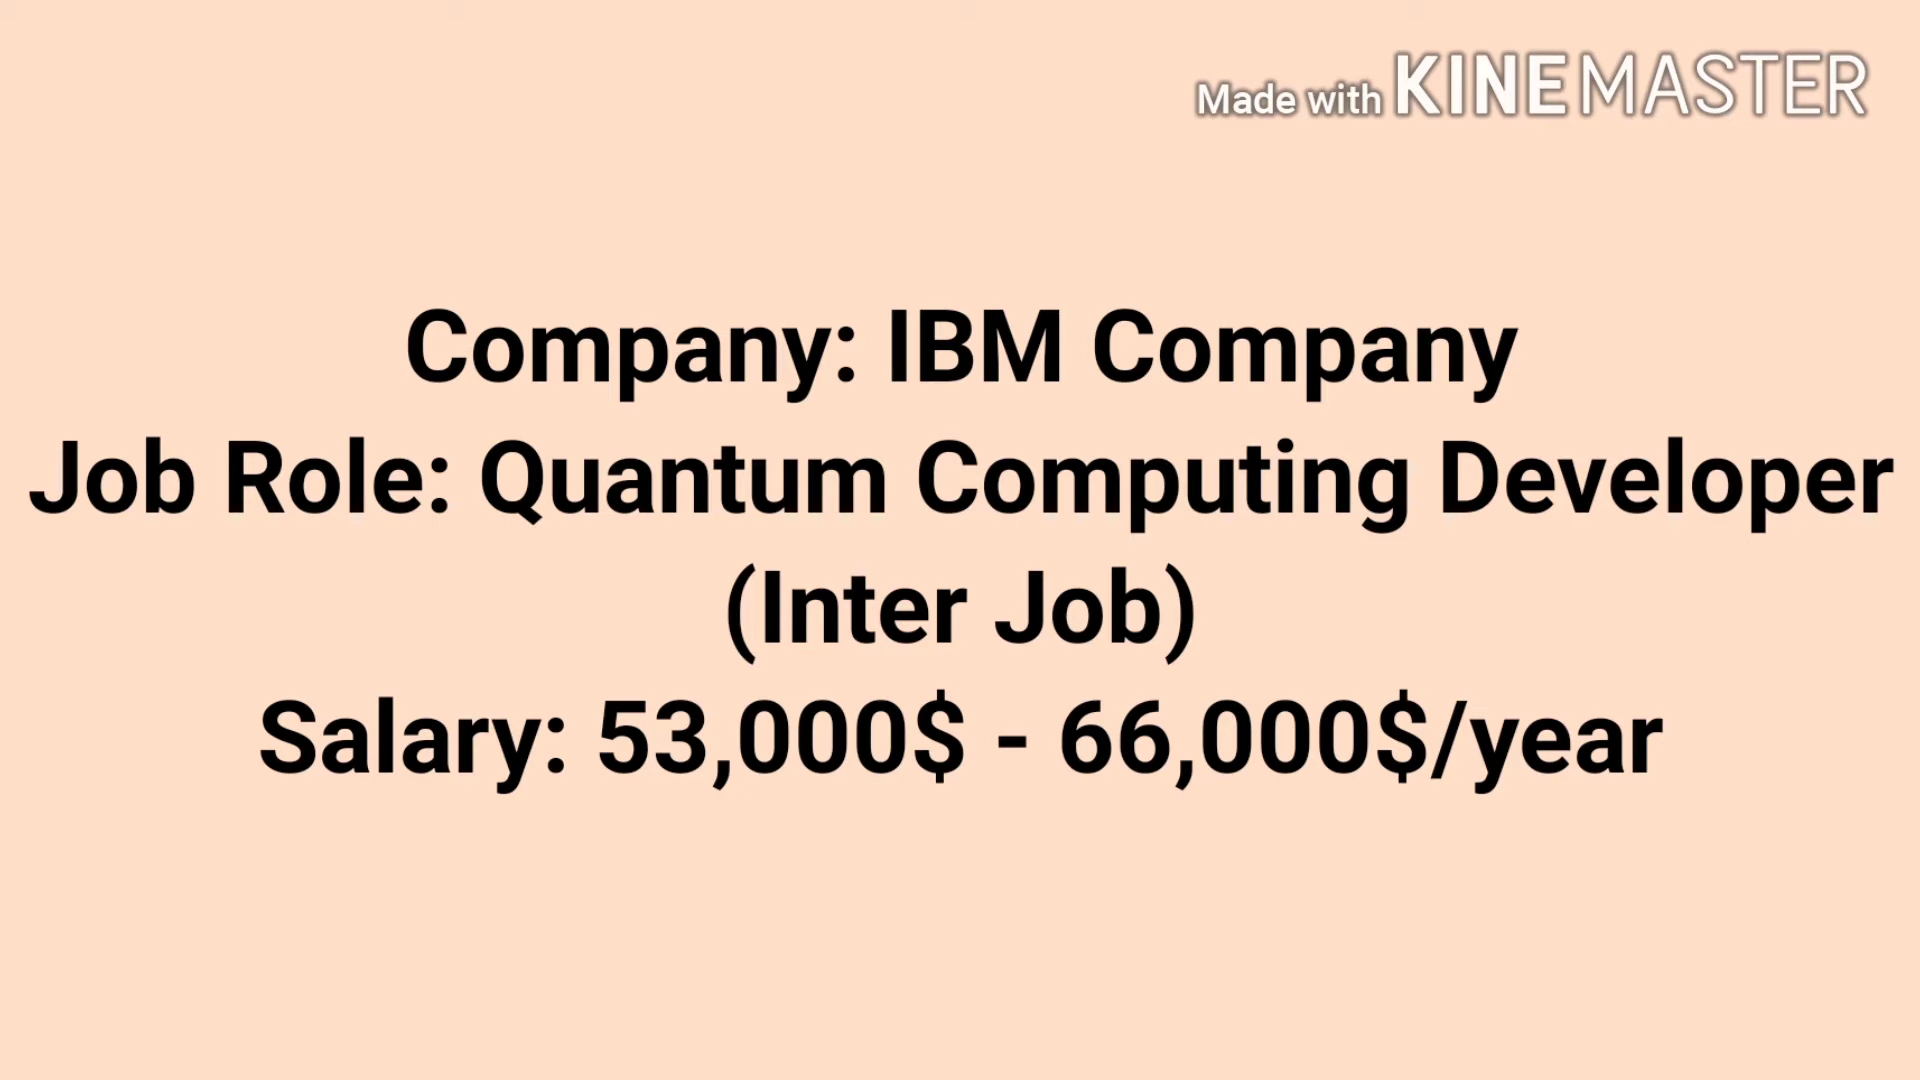 Made with KINEMASTER
Company: IBM Company
Job Role: Quantum Computing Developer
(Inter Job)
Salary: 53,000$ - 66,000$/year